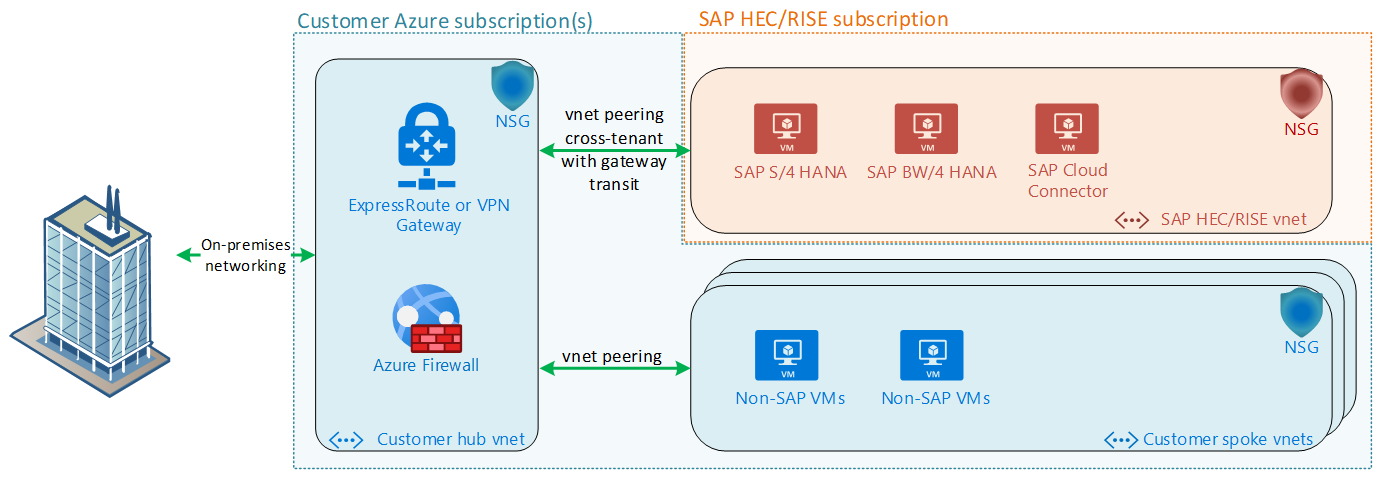 Customer Azure subscription(s)
SAP HEC/RISE subscription
NSG
ExpressRoute or VPN
Gateway
Azure Firewall
Customer hub vnet
On-premises
networking
vnet peering
cross-tenant
with gateway
transit
vnet peering
NSG
VM
VM
VM
SAP S/4 HANA
SAP BW/4 HANA
SAP Cloud
Connector
SAP HEC/RISE vnet
NSG
VM
VM
Non-SAP VMs
Non-SAP VMs
Customer spoke vnets